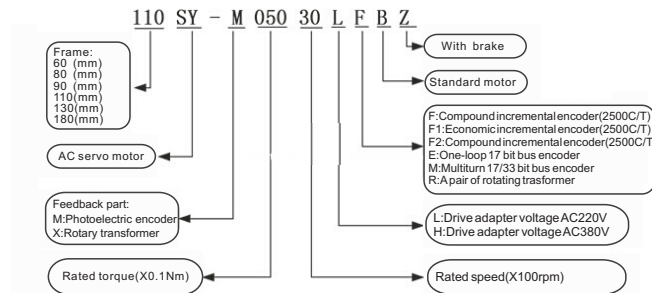 110 SY - M 050 30 L F B Z
Frame:
60 (mm)
80 (mm)
90 (mm)
110(mm)
130(mm)
180(mm)
AC servo motor
Feedback part:
M:Photoelectric encoder
X:Rotary transformer
Rated torque(X0.1Nm)
With brake
Standard motor
F:Compound incremental encoder(2500C/T)
F1:Economic incremental encoder(2500C/T)
F2:Compound incremental encoder(2500C/T
E:One-loop 17 bit bus encoder
M:Multiturn 17/33 bit bus encoder
R:A pair of rotating trasformer
L:Drive adapter voltage AC220V
H:Drive adapter voltage AC380V
Rated speed(X100rpm)